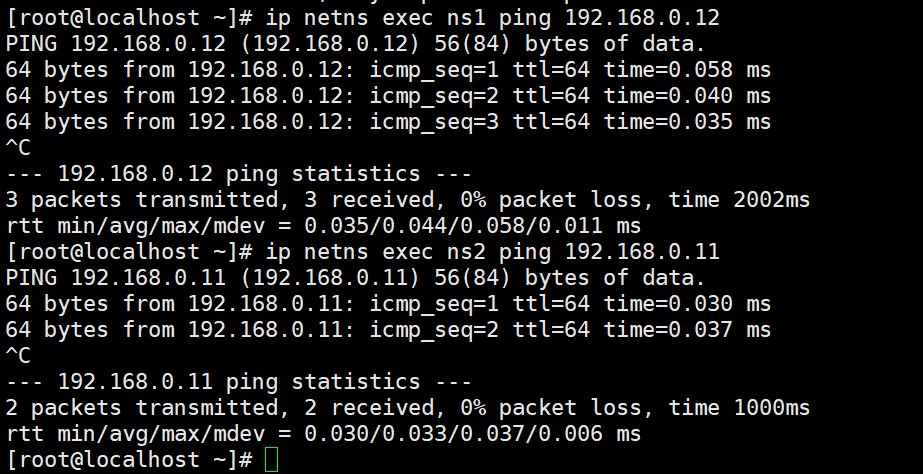 [root@localhost ~]# ip netns exec ns1 ping 192.168.0.12
PING 192.168.0.12 (192.168.0.12) 56(84) bytes of data.
64 bytes from 192.168.0.12: icmp_seq=1 ttl=64 time=0.058 ms
64 bytes from 192.168.0.12: icmp_seq=2 ttl=64 time=0.040 ms
64 bytes from 192.168.0.12: icmp_seq=3 ttl=64 time=0.035 ms
^C
--- 192.168.0.12 ping statistics ---
3 packets transmitted, 3 received, 0% packet loss, time 2002ms
rtt min/avg/max/mdev = 0.035/0.044/0.058/0.011 ms
[root@localhost ~]# ip netns exec ns2 ping 192.168.0.11
PING 192.168.0.11 (192.168.0.11) 56(84) bytes of data.
64 bytes from 192.168.0.11: icmp_seq=1 ttl=64 time=0.030 ms
64 bytes from 192.168.0.11: icmp_seq=2 ttl=64 time=0.037 ms
^C
--- 192.168.0.11 ping statistics ---
2 packets transmitted, 2 received, 0% packet loss, time 1000ms
rtt min/avg/max/mdev = 0.030/0.033/0.037/0.006 ms
[root@localhost ~]#